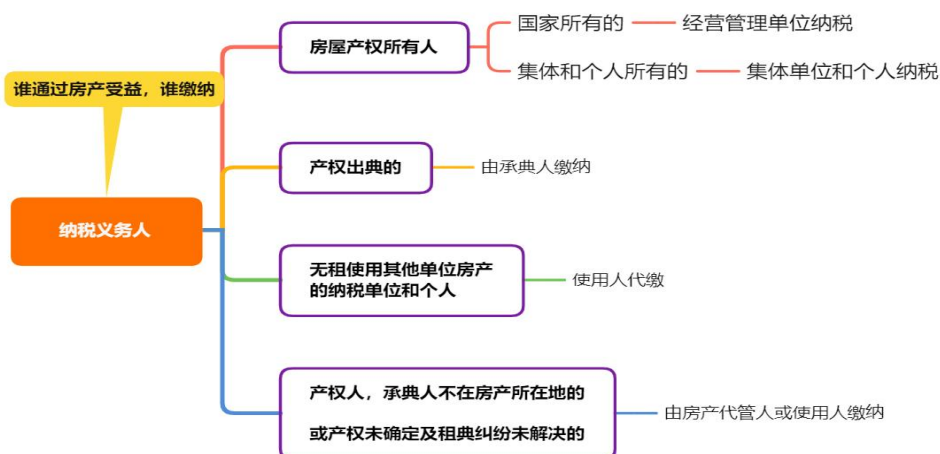 谁通过房产受益，谁缴纳
纳税义务人
房屋产权所有人
国家所有的
经营管理单位纳税
集体和个人所有的
集体单位和个人纳税
产权出典的
由承典人缴纳
无租使用其他单位房产
的纳税单位和个人
使用人代缴
产权人，承典人不在房产所在地的
或产权未确定及租典纠纷未解决的
由房产代管人或使用人缴纳